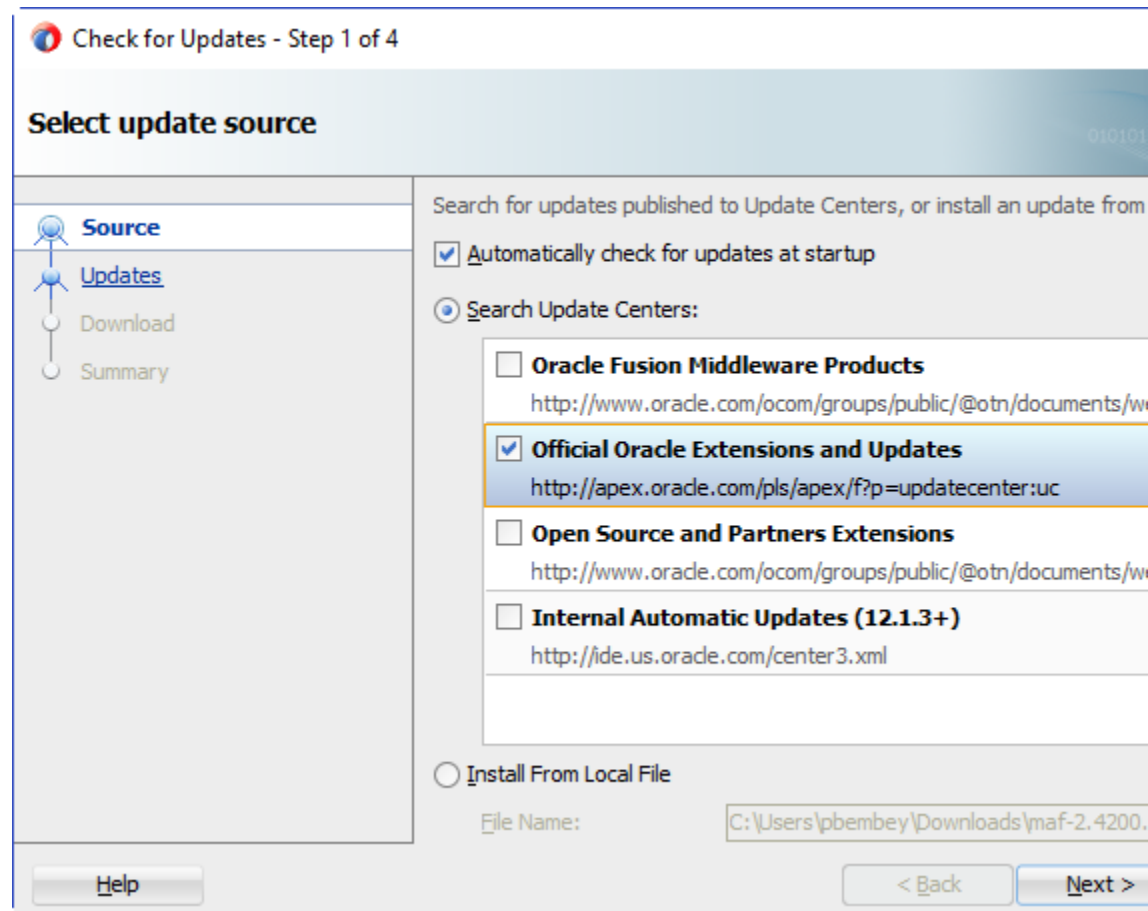 Check for Updates - Step 1 of 4
Select update source
010101
Source
Updates
Download
Summary
Search for updates published to Update Centers, or install an update from
Automatically check for updates at startup
Search Update Centers:
Oracle Fusion Middleware Products
http://www.oracle.com/ocom/groups/public/@otn/documents/we
Official Oracle Extensions and Updates
http://apex.oracle.com/pls/apex/f?p=updatecenter:uc
Open Source and Partners Extensions
http://www.oracle.com/ocom/groups/public/@otn/documents/we
Internal Automatic Updates (12.1.3+)
http://ide.us.oracle.com/center3.xml
Install From Local File
File Name: C:\Users\pbembey\Downloads\maf-2.4200.
Help < Back Next >